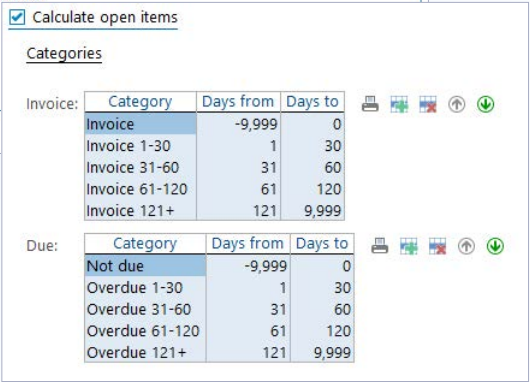 Calculate open items
Categories
Invoice:
Category Days from Days to
Invoice -9,999 0
Invoice 1-30 1 30
Invoice 31-60 31 60
Invoice 61-120 61 120
Invoice 121+ 121 9,999
Due:
Category Days from Days to
Not due -9,999 0
Overdue 1-30 1 30
Overdue 31-60 31 60
Overdue 61-120 61 120
Overdue 121+ 121 9,999